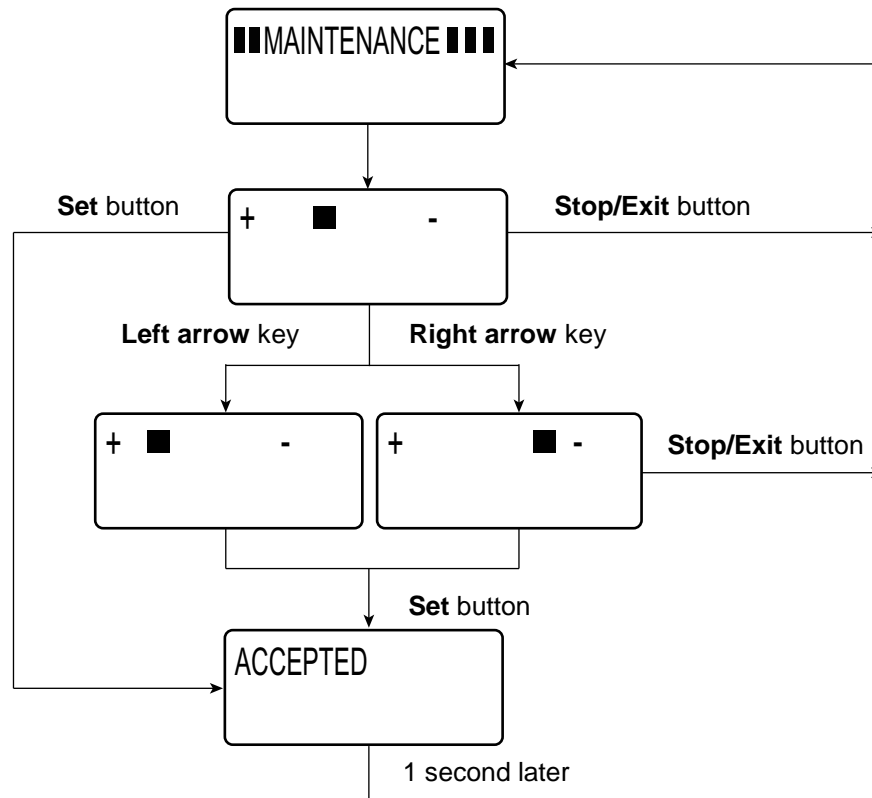 ■■MAINTENANCE■■■
Set button
+ ■ -
Stop/Exit button
Left arrow key
Right arrow key
+ ■ -
+ ■ -
Stop/Exit button
Set button
ACCEPTED
1 second later